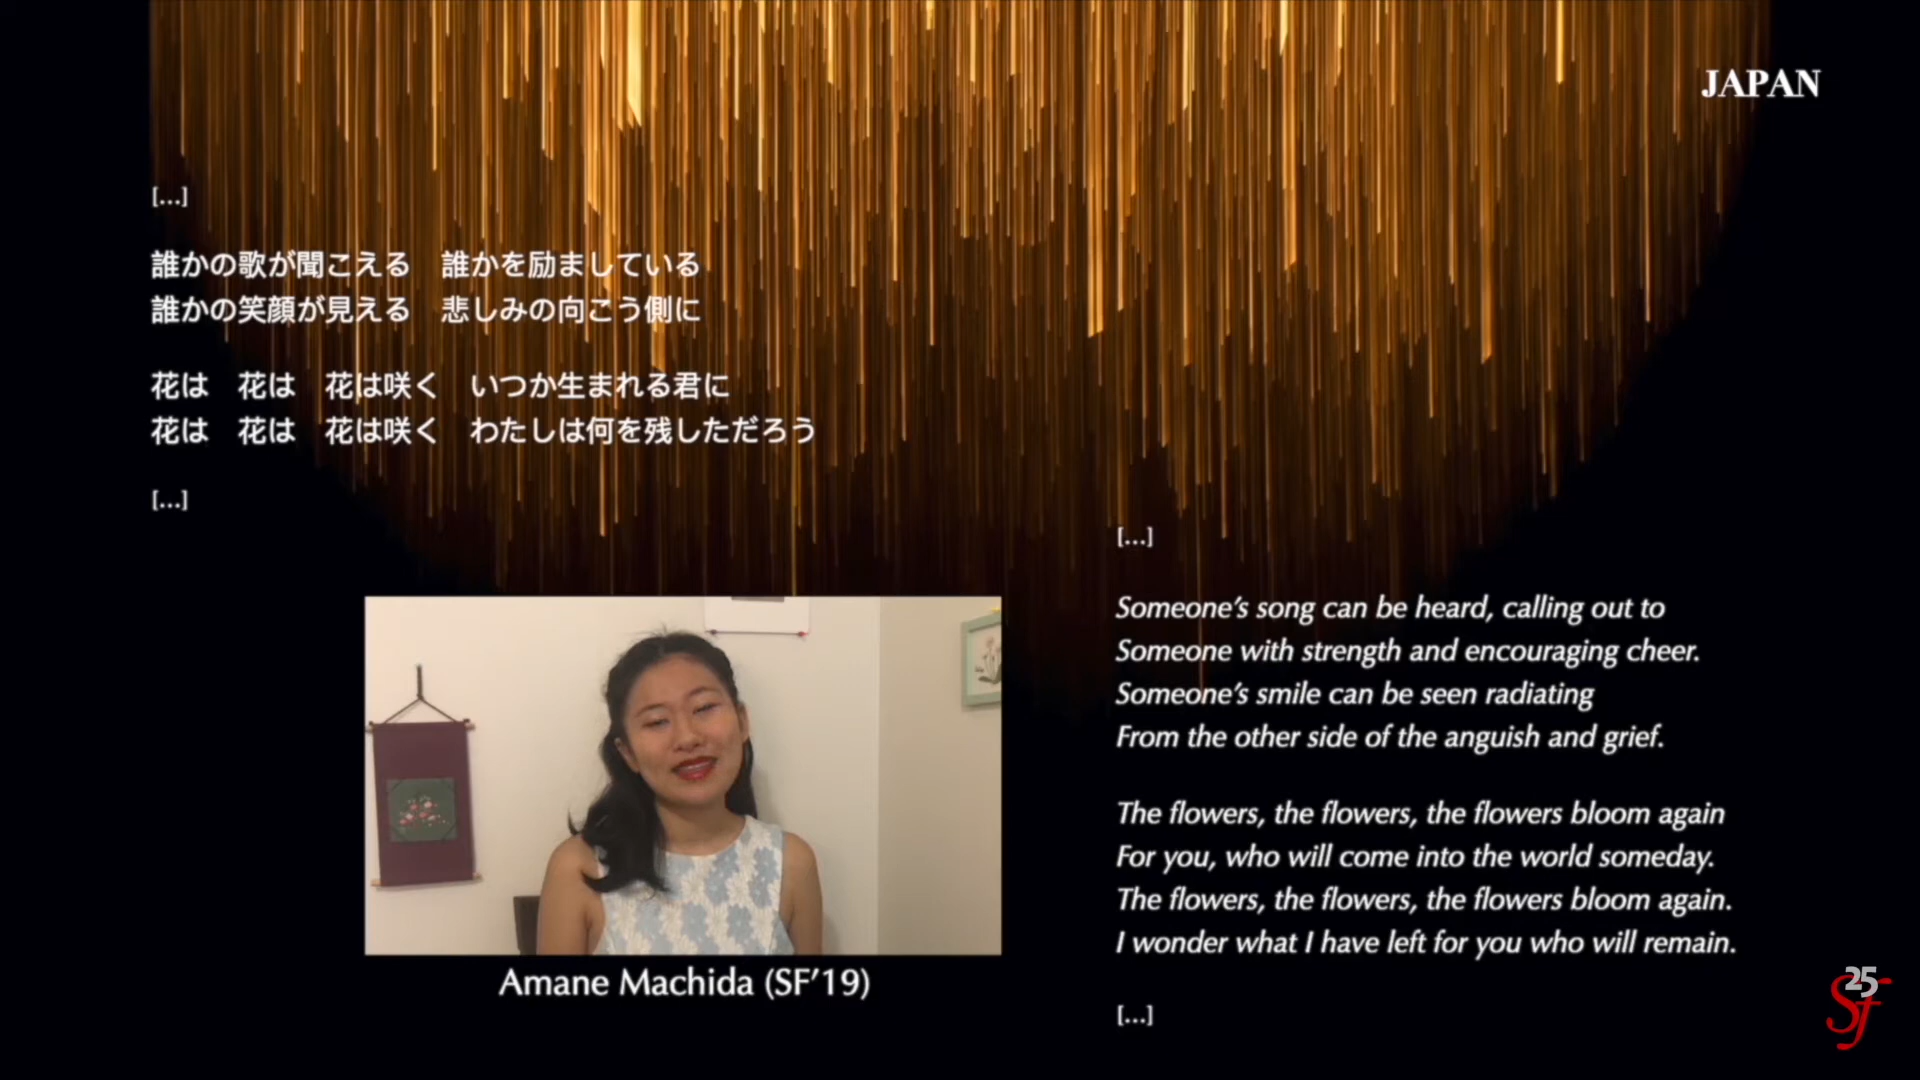 JAPAN
[...]
誰かの歌が聞こえる　誰かを励ましている
誰かの笑顔が見える　悲しみの向こう側に
花は　花は　花は咲く　いつか生まれる君に
花は　花は　花は咲く　わたしは何を残しただろう
[...]
[...]
Someone's song can be heard, calling out to
Someone with strength and encouraging cheer.
Someone's smile can be seen radiating
From the other side of the anguish and grief.
The flowers, the flowers, the flowers bloom again
For you, who will come into the world someday.
The flowers, the flowers, the flowers bloom again.
I wonder what I have left for you who will remain.
[...]
Amane Machida (SF'19)
25
Sf